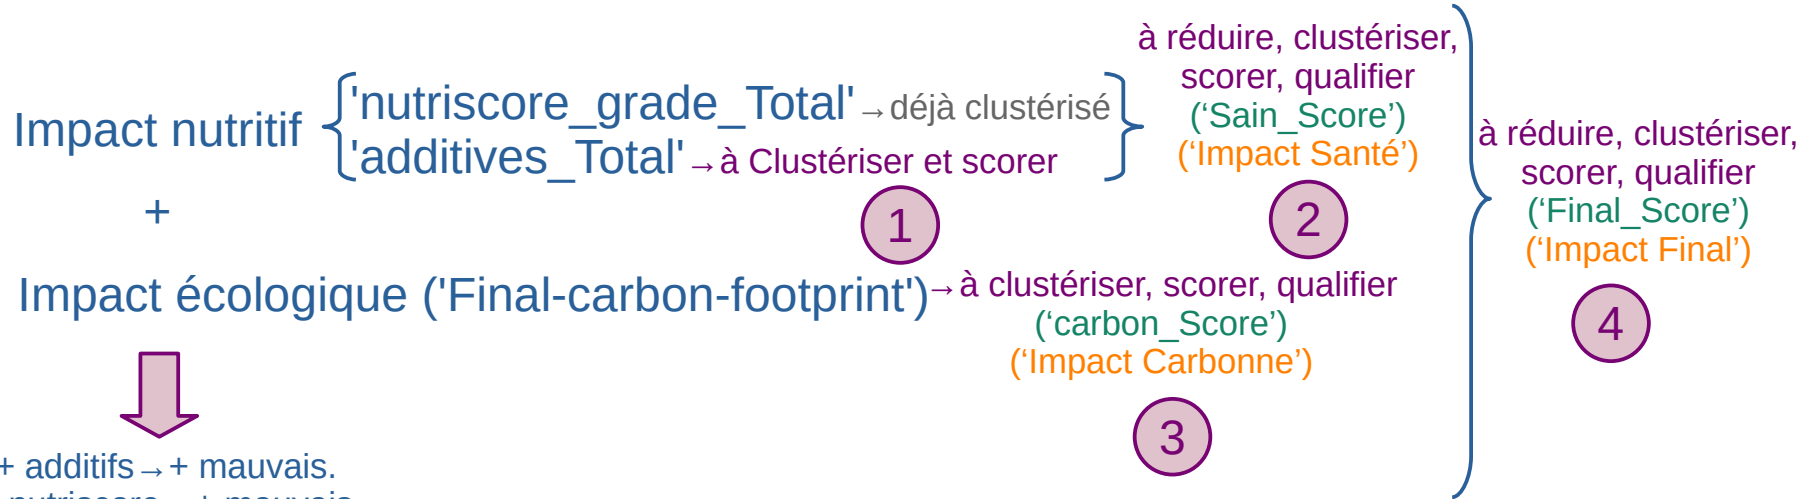 Impact nutritif
'nutriscore_grade_Total'→déjà clustérisé
'additives_Total'→à Clustériser et scorer
1
à réduire, clustériser,
scorer, qualifier
(‘Sain_Score’)
(‘Impact Santé’)
2
+
Impact écologique ('Final-carbon-footprint')→à clustériser, scorer, qualifier
(‘carbon_Score’)
(‘Impact Carbonne’)
3
à réduire, clustériser,
scorer, qualifier
(‘Final_Score’)
(‘Impact Final’)
4
+ additifs→+ mauvais.
nutriscore→+ mauvais